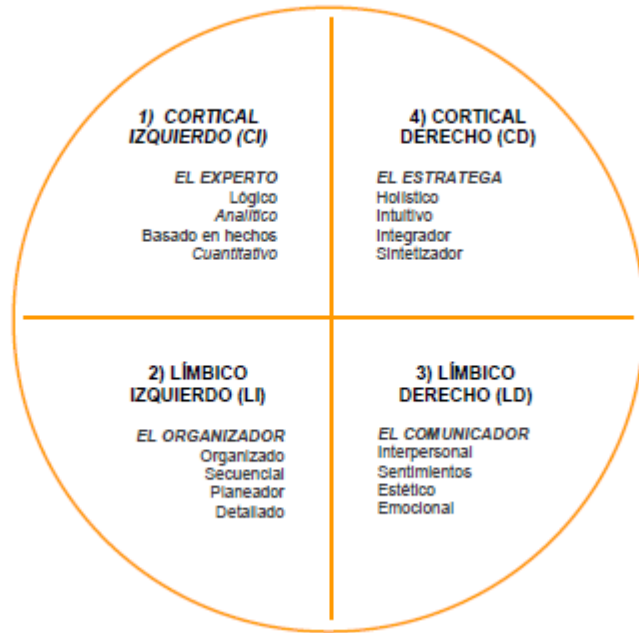 1) CORTICAL
IZQUIERDO (CI)
EL EXPERTO
Lógico
Analítico
Basado en hechos
Cuantitativo
4) CORTICAL
DERECHO (CD)
EL ESTRATEGA
Holístico
Intuitivo
Integrador
Sintetizador
2) LÍMBICO
IZQUIERDO (LI)
EL ORGANIZADOR
Organizado
Secuencial
Planeador
Detallado
3) LÍMBICO
DERECHO (LD)
EL COMUNICADOR
Interpersonal
Sentimientos
Estético
Emocional